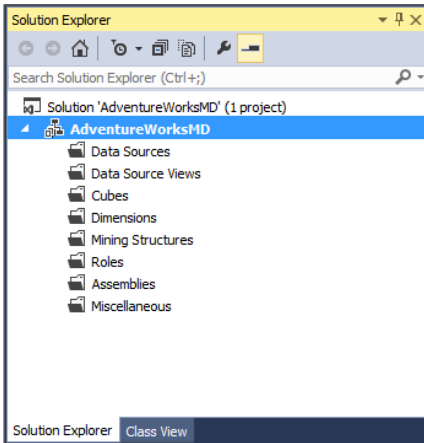 Solution Explorer
Search Solution Explorer (Ctrl+;)
Solution 'AdventureWorksMD' (1 project)
AdventureWorksMD
Data Sources
Data Source Views
Cubes
Dimensions
Mining Structures
Roles
Assemblies
Miscellaneous
Solution Explorer Class View